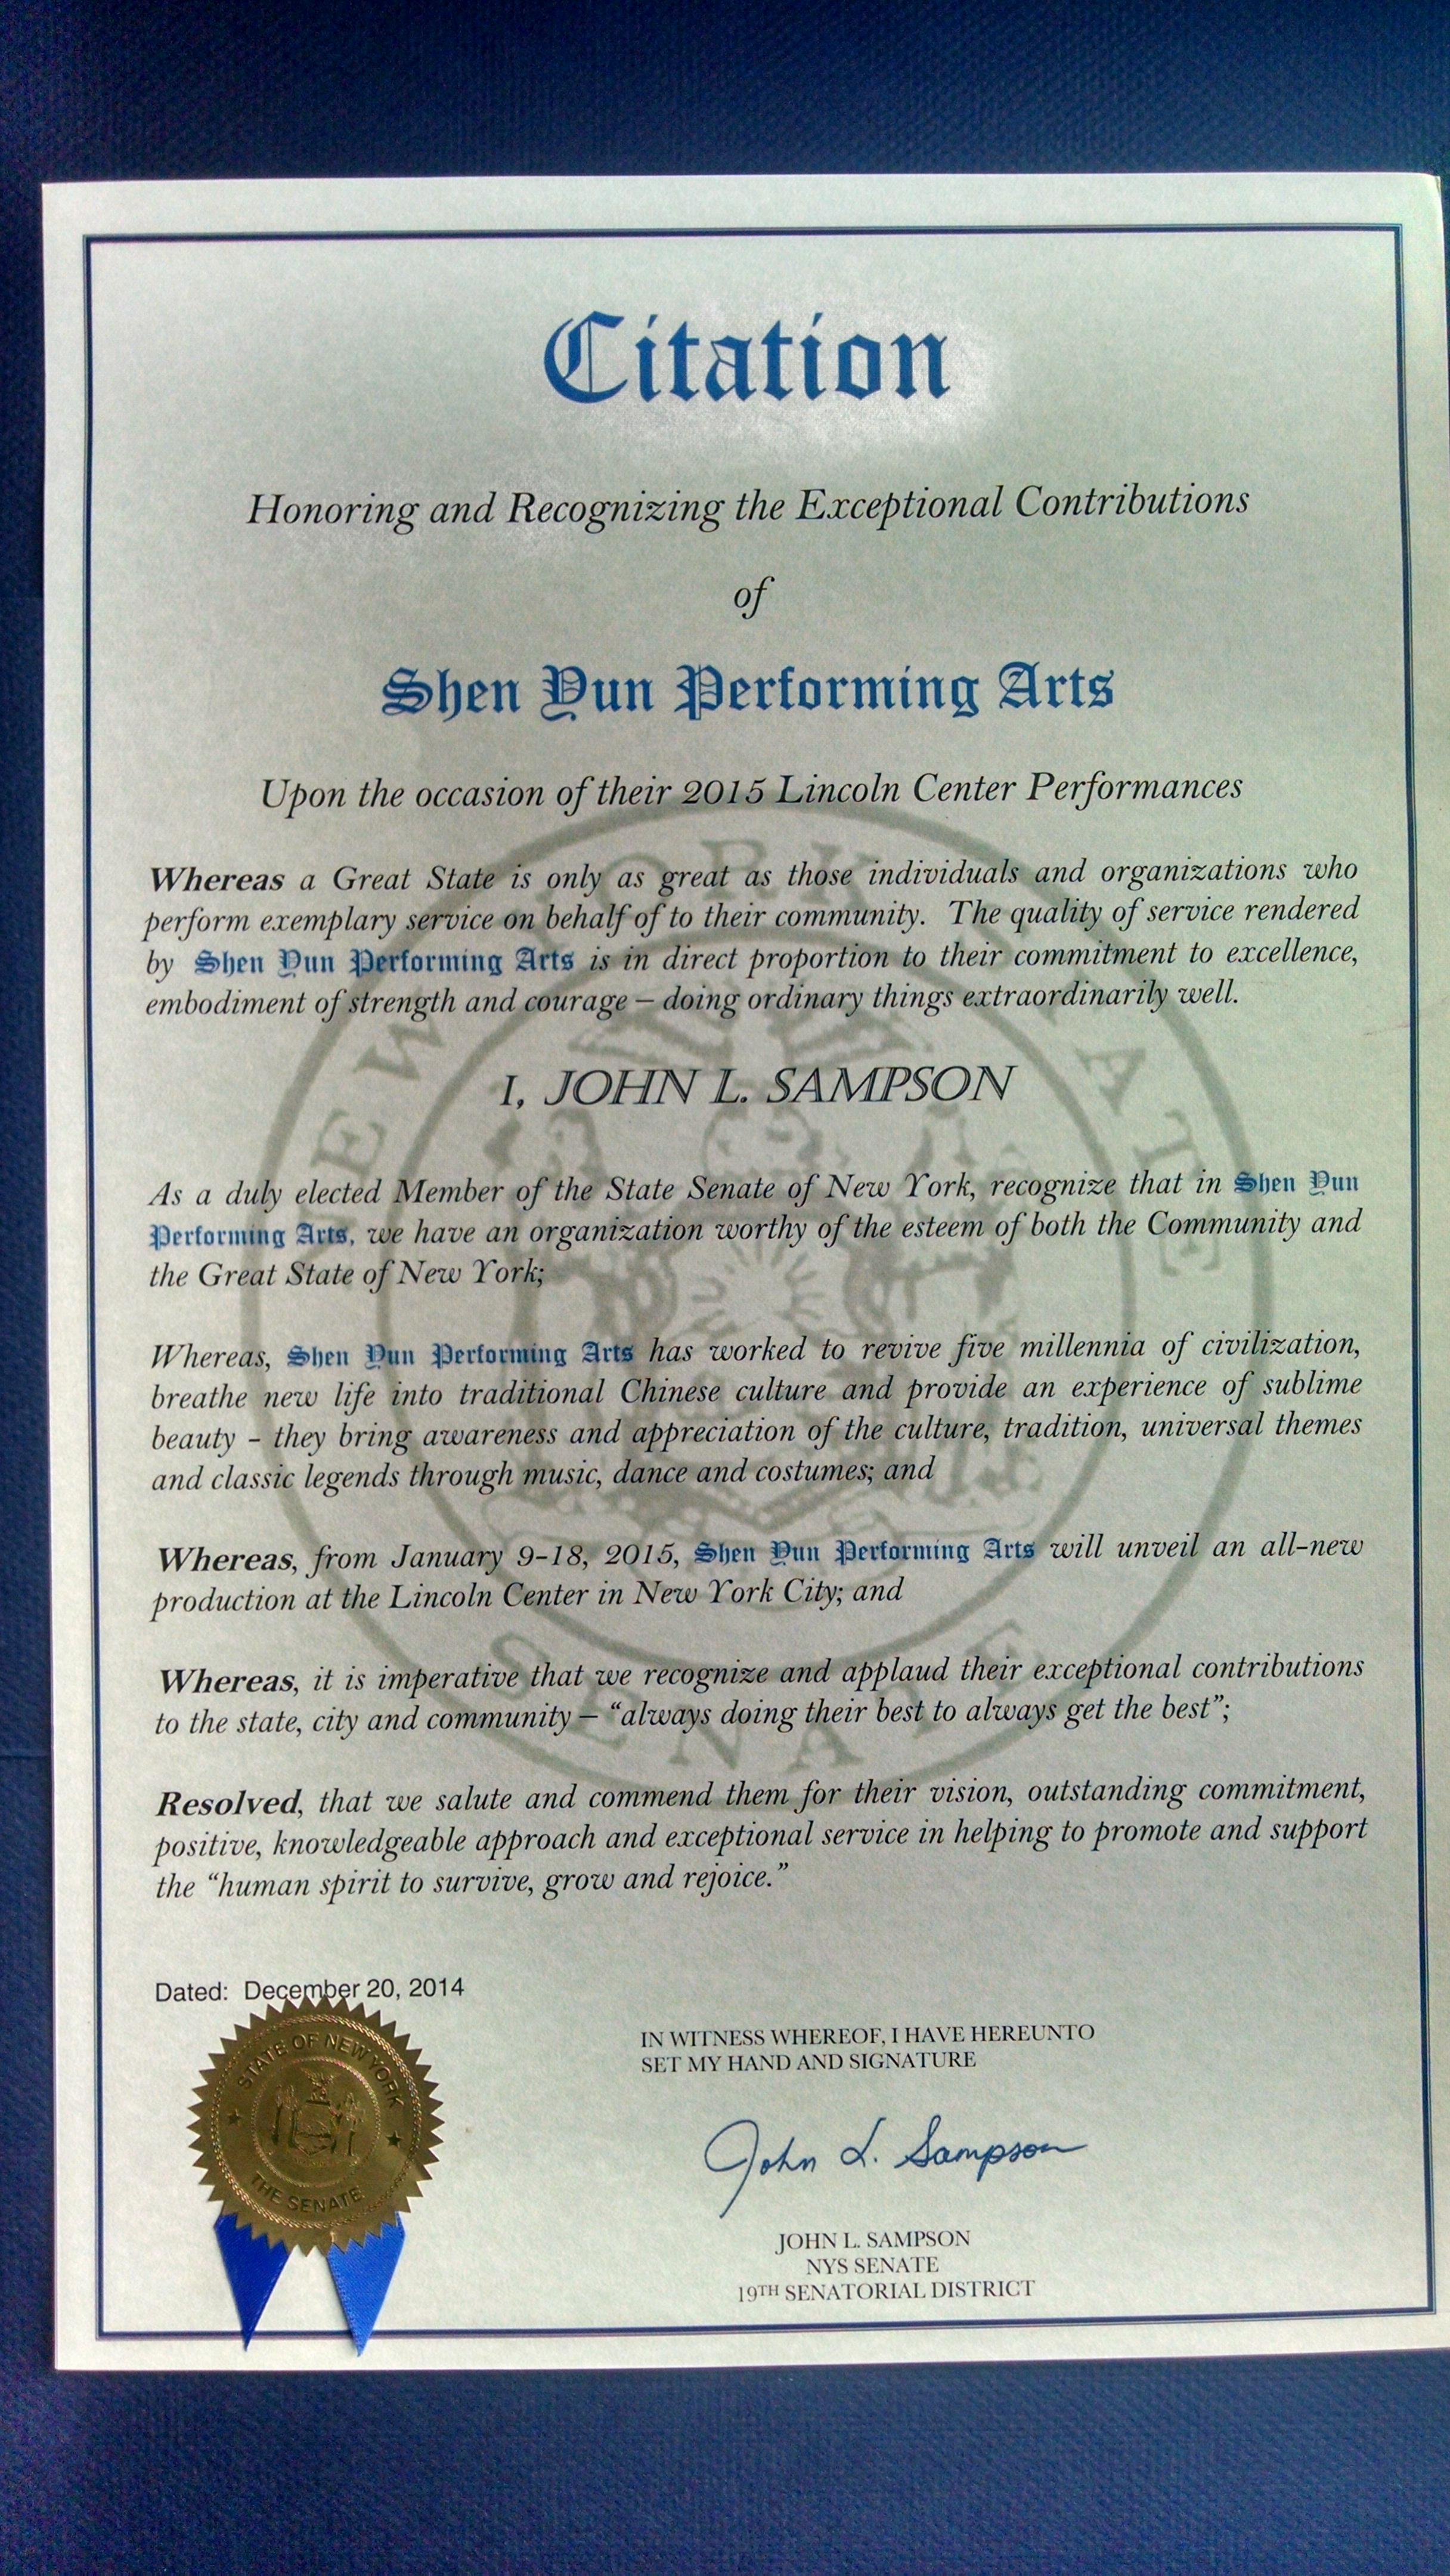 Citation
Honoring and Recognizing the Exceptional Contributions
of
Shen Yun Performing Arts
Upon the occasion of their 2015 Lincoln Center Performances
Whereas a Great State is only as great as those individuals and organizations who
perform exemplary service on behalf of to their community. The quality of service rendered
by Shen Yun Performing Arts is in direct proportion to their commitment to excellence,
embodiment of strength and courage – doing ordinary things extraordinarily well.
I, JOHN L. SAMPSON
As a duly elected Member of the State Senate of New York, recognize that in Shen Yun
Performing Arts, we have an organization worthy of the esteem of both the Community and
the Great State of New York;
Whereas, Shen Yun Performing Arts has worked to revive five millennia of civilization,
breathe new life into traditional Chinese culture and provide an experience of sublime
beauty - they bring awareness and appreciation of the culture, tradition, universal themes
and classic legends through music, dance and costumes; and
Whereas, from January 9-18, 2015, Shen Yun Performing Arts will unveil an all-new
production at the Lincoln Center in New York City; and
Whereas, it is imperative that we recognize and applaud their exceptional contributions
to the state, city and community – “always doing their best to always get the best”;
Resolved, that we salute and commend them for their vision, outstanding commitment,
positive, knowledgeable approach and exceptional service in helping to promote and support
the “human spirit to survive, grow and rejoice.”
Dated: December 20, 2014
STATE OF NEW YORK
THE SENATE
IN WITNESS WHEREOF, I HAVE HEREUNTO
SET MY HAND AND SIGNATURE
John L. Sampson
JOHN L. SAMPSON
NYS SENATE
19TH SENATORIAL DISTRICT